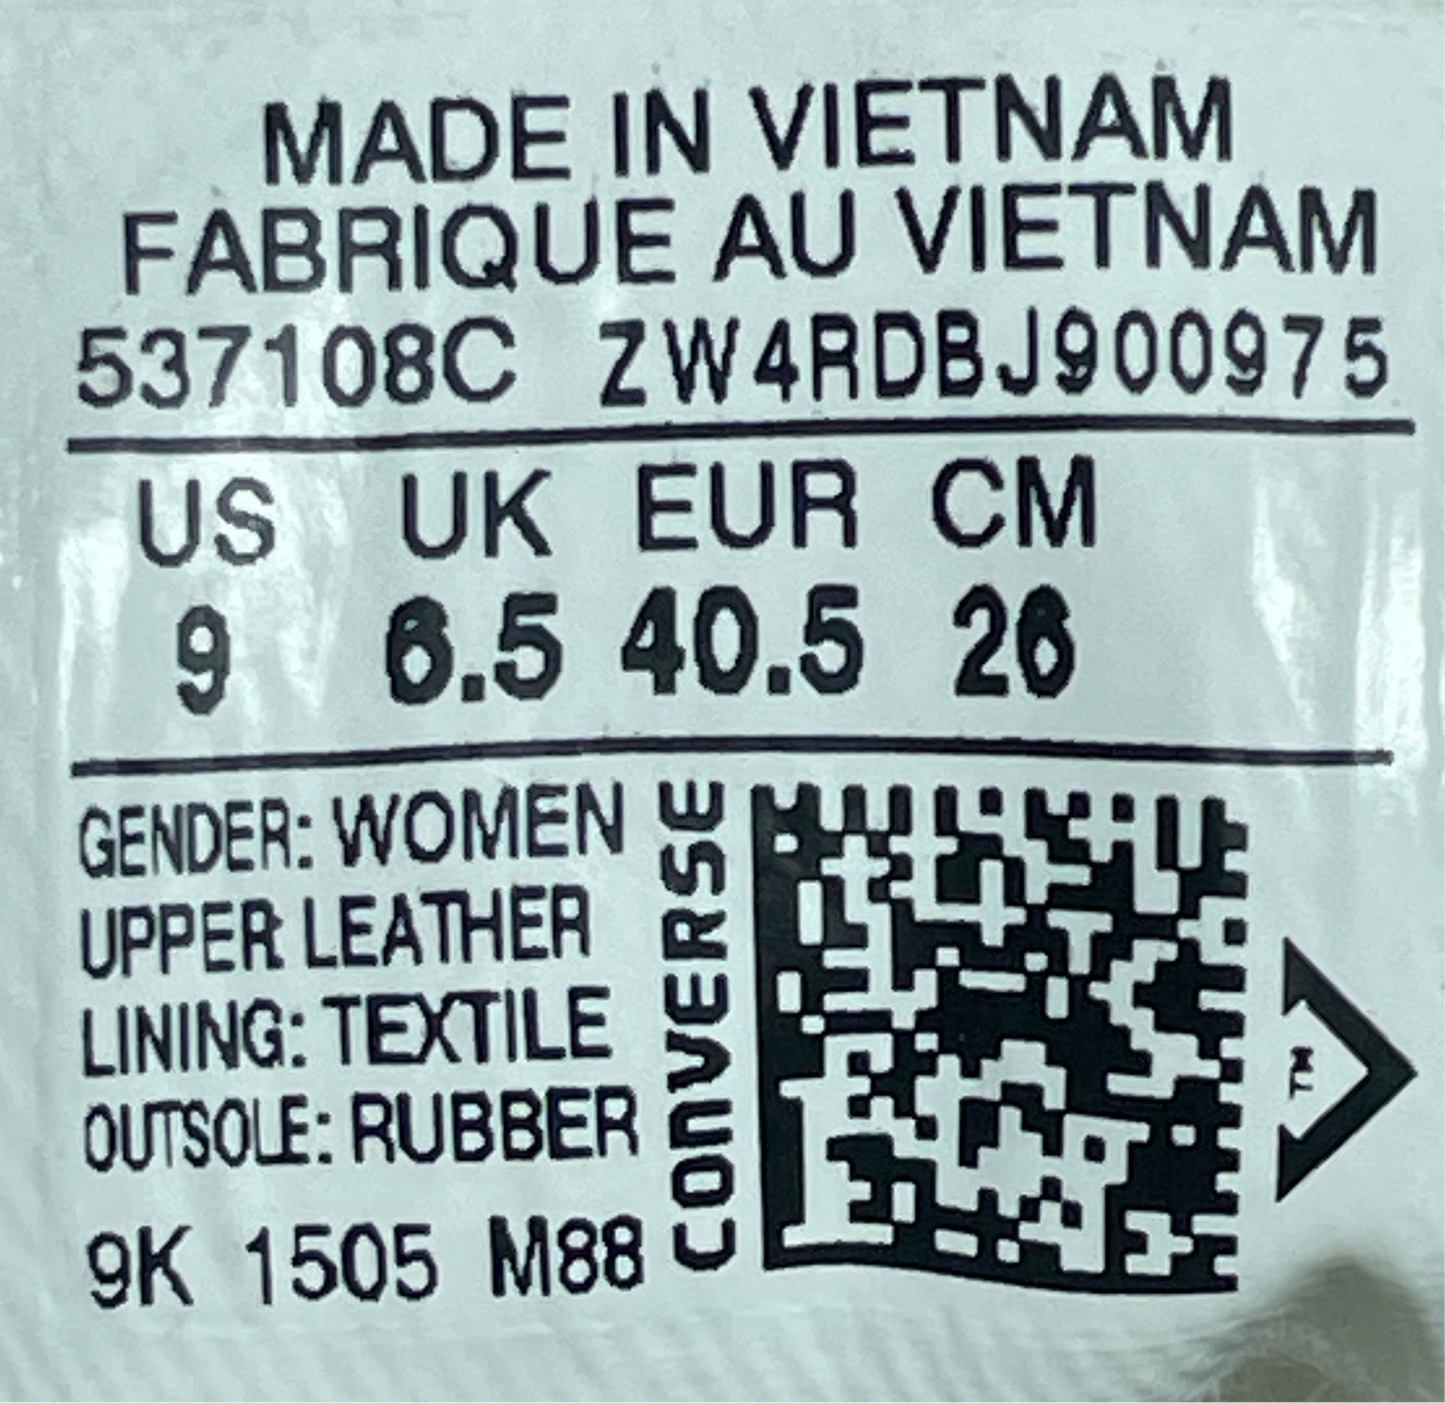 MADE IN VIETNAM
FABRIQUE AU VIETNAM
537108C ZW4RDBJ900975
US UK EUR CM
9 6.5 40.5 26
GENDER: WOMEN
UPPER LEATHER
LINING: TEXTILE
OUTSOLE: RUBBER
9K 1505 M88
CONVERSE
TM